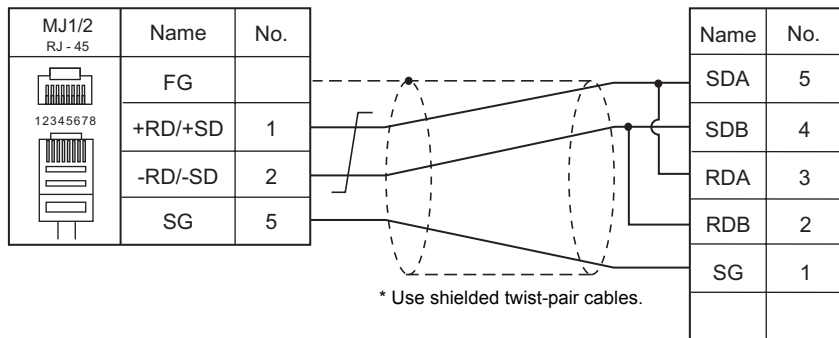 MJ1/2 Name No.
RJ - 45
FG
12345678
+RD/+SD 1
-RD/-SD 2
SG 5
Name No.
SDA 5
SDB 4
RDA 3
RDB 2
SG 1
* Use shielded twist-pair cables.